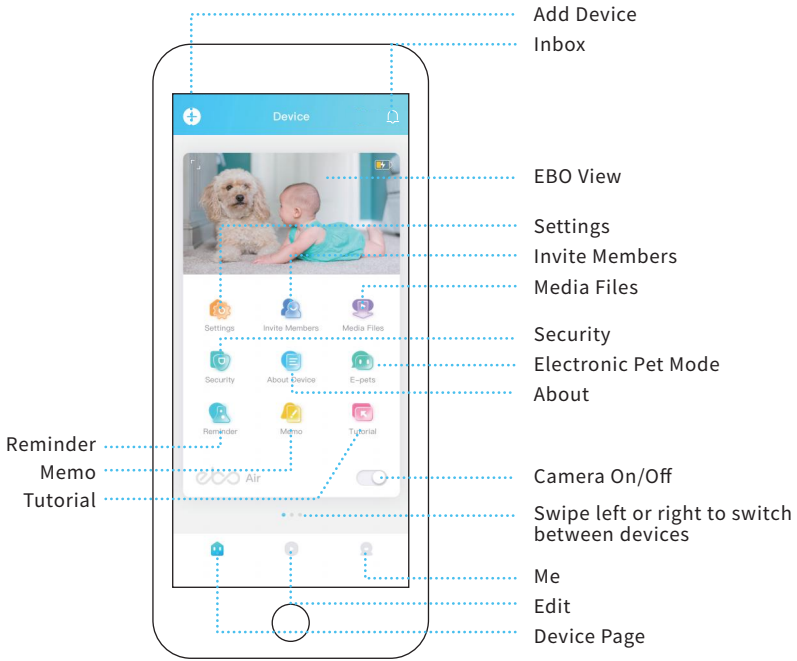 Add Device
Inbox
Device
EBO View
Settings
Invite Members
Media Files
Settings
Invite Members
Media Files
Security
Electronic Pet Mode
About
Security
About Device
E-pets
Reminder
Memo
Tutorial
Reminder
Memo
Tutorial
ebo Air
Camera On/Off
Swipe left or right to switch
between devices
Me
Edit
Device Page